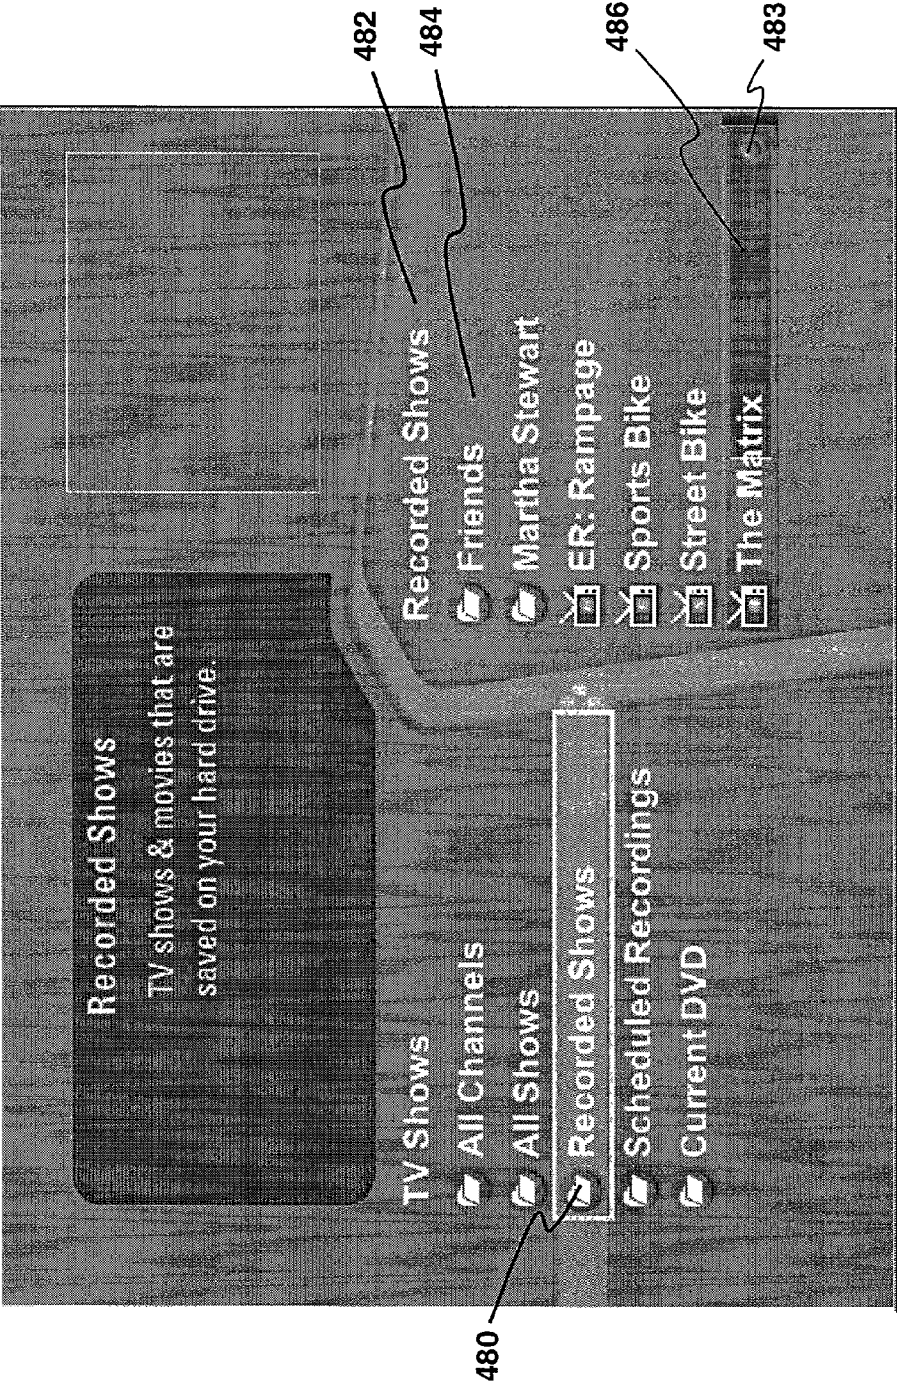 Recorded Shows
TV shows & movies that are
saved on your hard drive.
TV Shows
All Channels
All Shows
Recorded Shows
Scheduled Recordings
Current DVD
Recorded Shows
Friends
Martha Stewart
ER: Rampage
Sports Bike
Street Bike
The Matrix
480
482
484
486
483